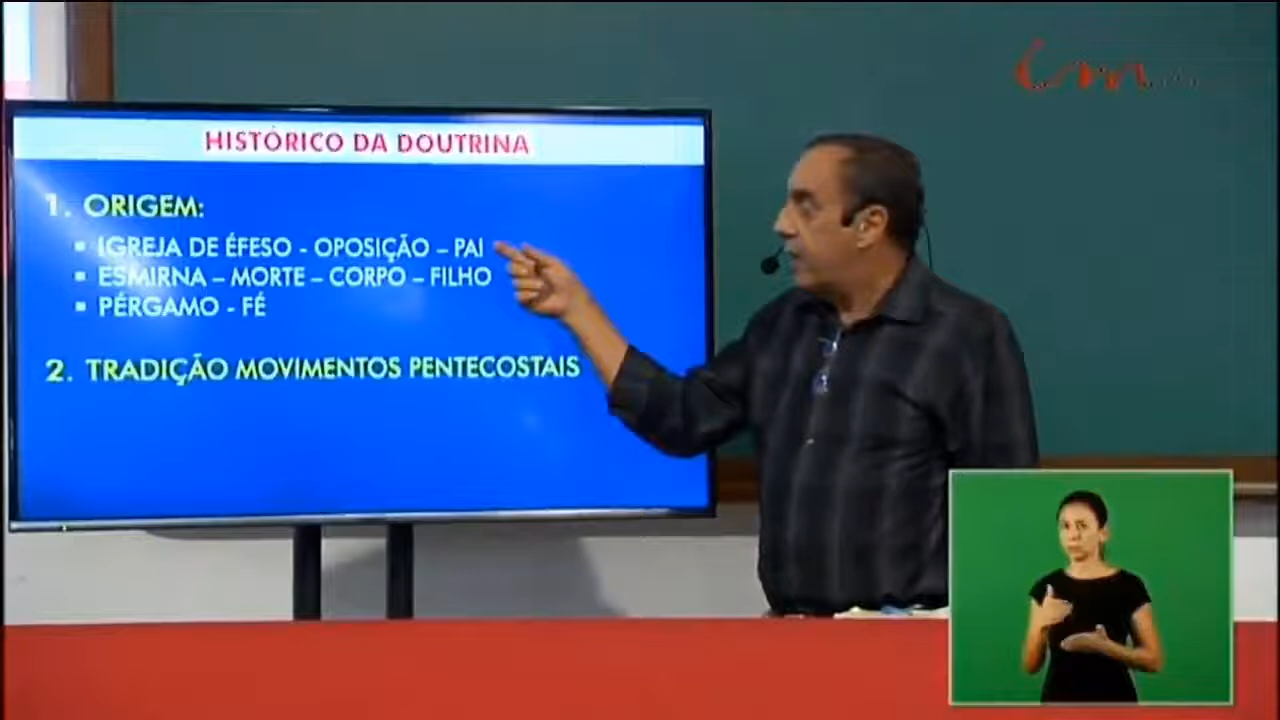 HISTÓRICO DA DOUTRINA
1. ORIGEM:
▪ IGREJA DE ÉFESO - OPOSIÇÃO – PAI
▪ ESMIRNA – MORTE – CORPO – FILHO
▪ PÉRGAMO - FÉ
2. TRADIÇÃO MOVIMENTOS PENTECOSTAIS